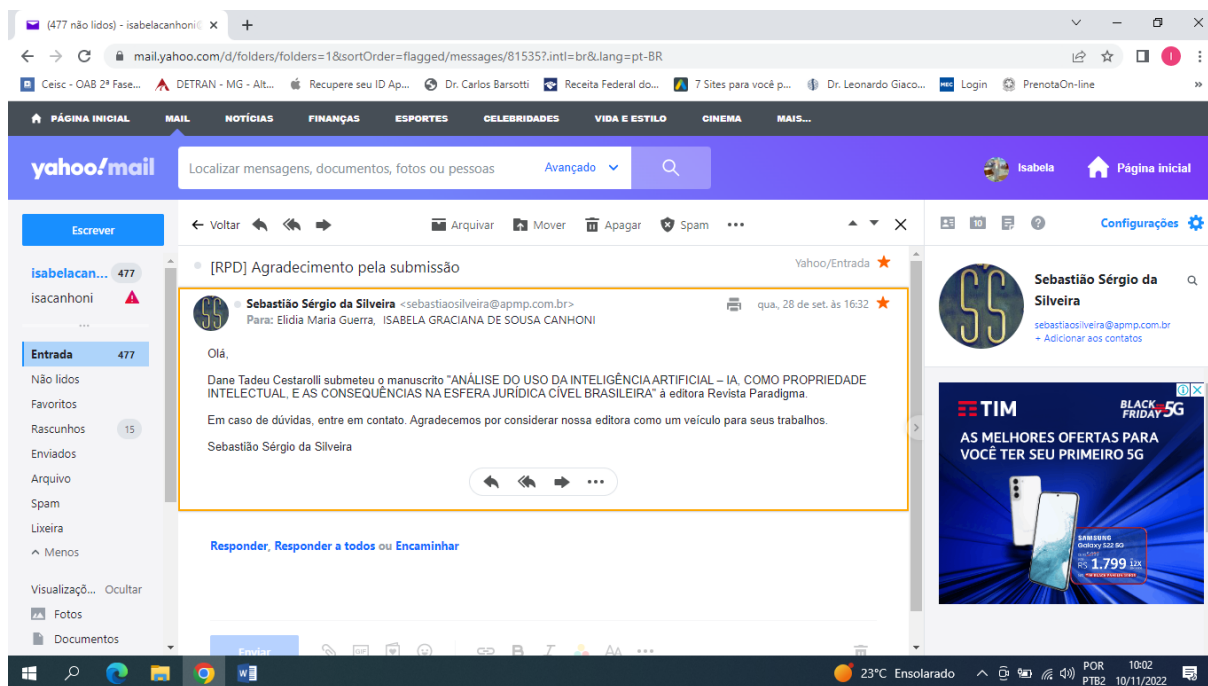 (477 não lidos) - isabelacanhoni
mail.yahoo.com/d/folders/folders=1&sortOrder=flagged/messages/81535?.intl=br&.lang=pt-BR
I
Ceisc - OAB 2ª Fase... DETRAN - MG - Alt... Recupere seu ID Ap... Dr. Carlos Barsotti Receita Federal do... 7 Sites para você p... Dr. Leonardo Giaco... Login PrenotaOn-line »
PÁGINA INICIAL MAIL NOTÍCIAS FINANÇAS ESPORTES CELEBRIDADES VIDA E ESTILO CINEMA MAIS...
yahoo!mail Localizar mensagens, documentos, fotos ou pessoas Avançado Isabela Página inicial
Escrever Voltar Arquivar Mover Apagar Spam Configurações
isabelacan... 477
isacanhoni
Entrada 477
Não lidos
Favoritos
Rascunhos 15
Enviados
Arquivo
Spam
Lixeira
Menos
Visualizaçõ... Ocultar
Fotos
Documentos
[RPD] Agradecimento pela submissão Yahoo/Entrada
Sebastião Sérgio da Silveira <sebastiaosilveira@apmp.com.br> qua., 28 de set. às 16:32
Para: Elidia Maria Guerra, ISABELA GRACIANA DE SOUSA CANHONI
Olá,
Dane Tadeu Cestarolli submeteu o manuscrito "ANÁLISE DO USO DA INTELIGÊNCIA ARTIFICIAL – IA, COMO PROPRIEDADE
INTELECTUAL, E AS CONSEQUÊNCIAS NA ESFERA JURÍDICA CÍVEL BRASILEIRA" à editora Revista Paradigma.
Em caso de dúvidas, entre em contato. Agradecemos por considerar nossa editora como um veículo para seus trabalhos.
Sebastião Sérgio da Silveira
Responder, Responder a todos ou Encaminhar
Enviar GIF B I AA
Sebastião Sérgio da
Silveira
sebastiaosilveira@apmp.com.br
+ Adicionar aos contatos
TIM BLACK 5G
FRIDAY
AS MELHORES OFERTAS PARA
VOCÊ TER SEU PRIMEIRO 5G
SAMSUNG
Galaxy S22 5G
R$ 1.799 12X
23°C Ensolarado POR 10:02
PTB2 10/11/2022